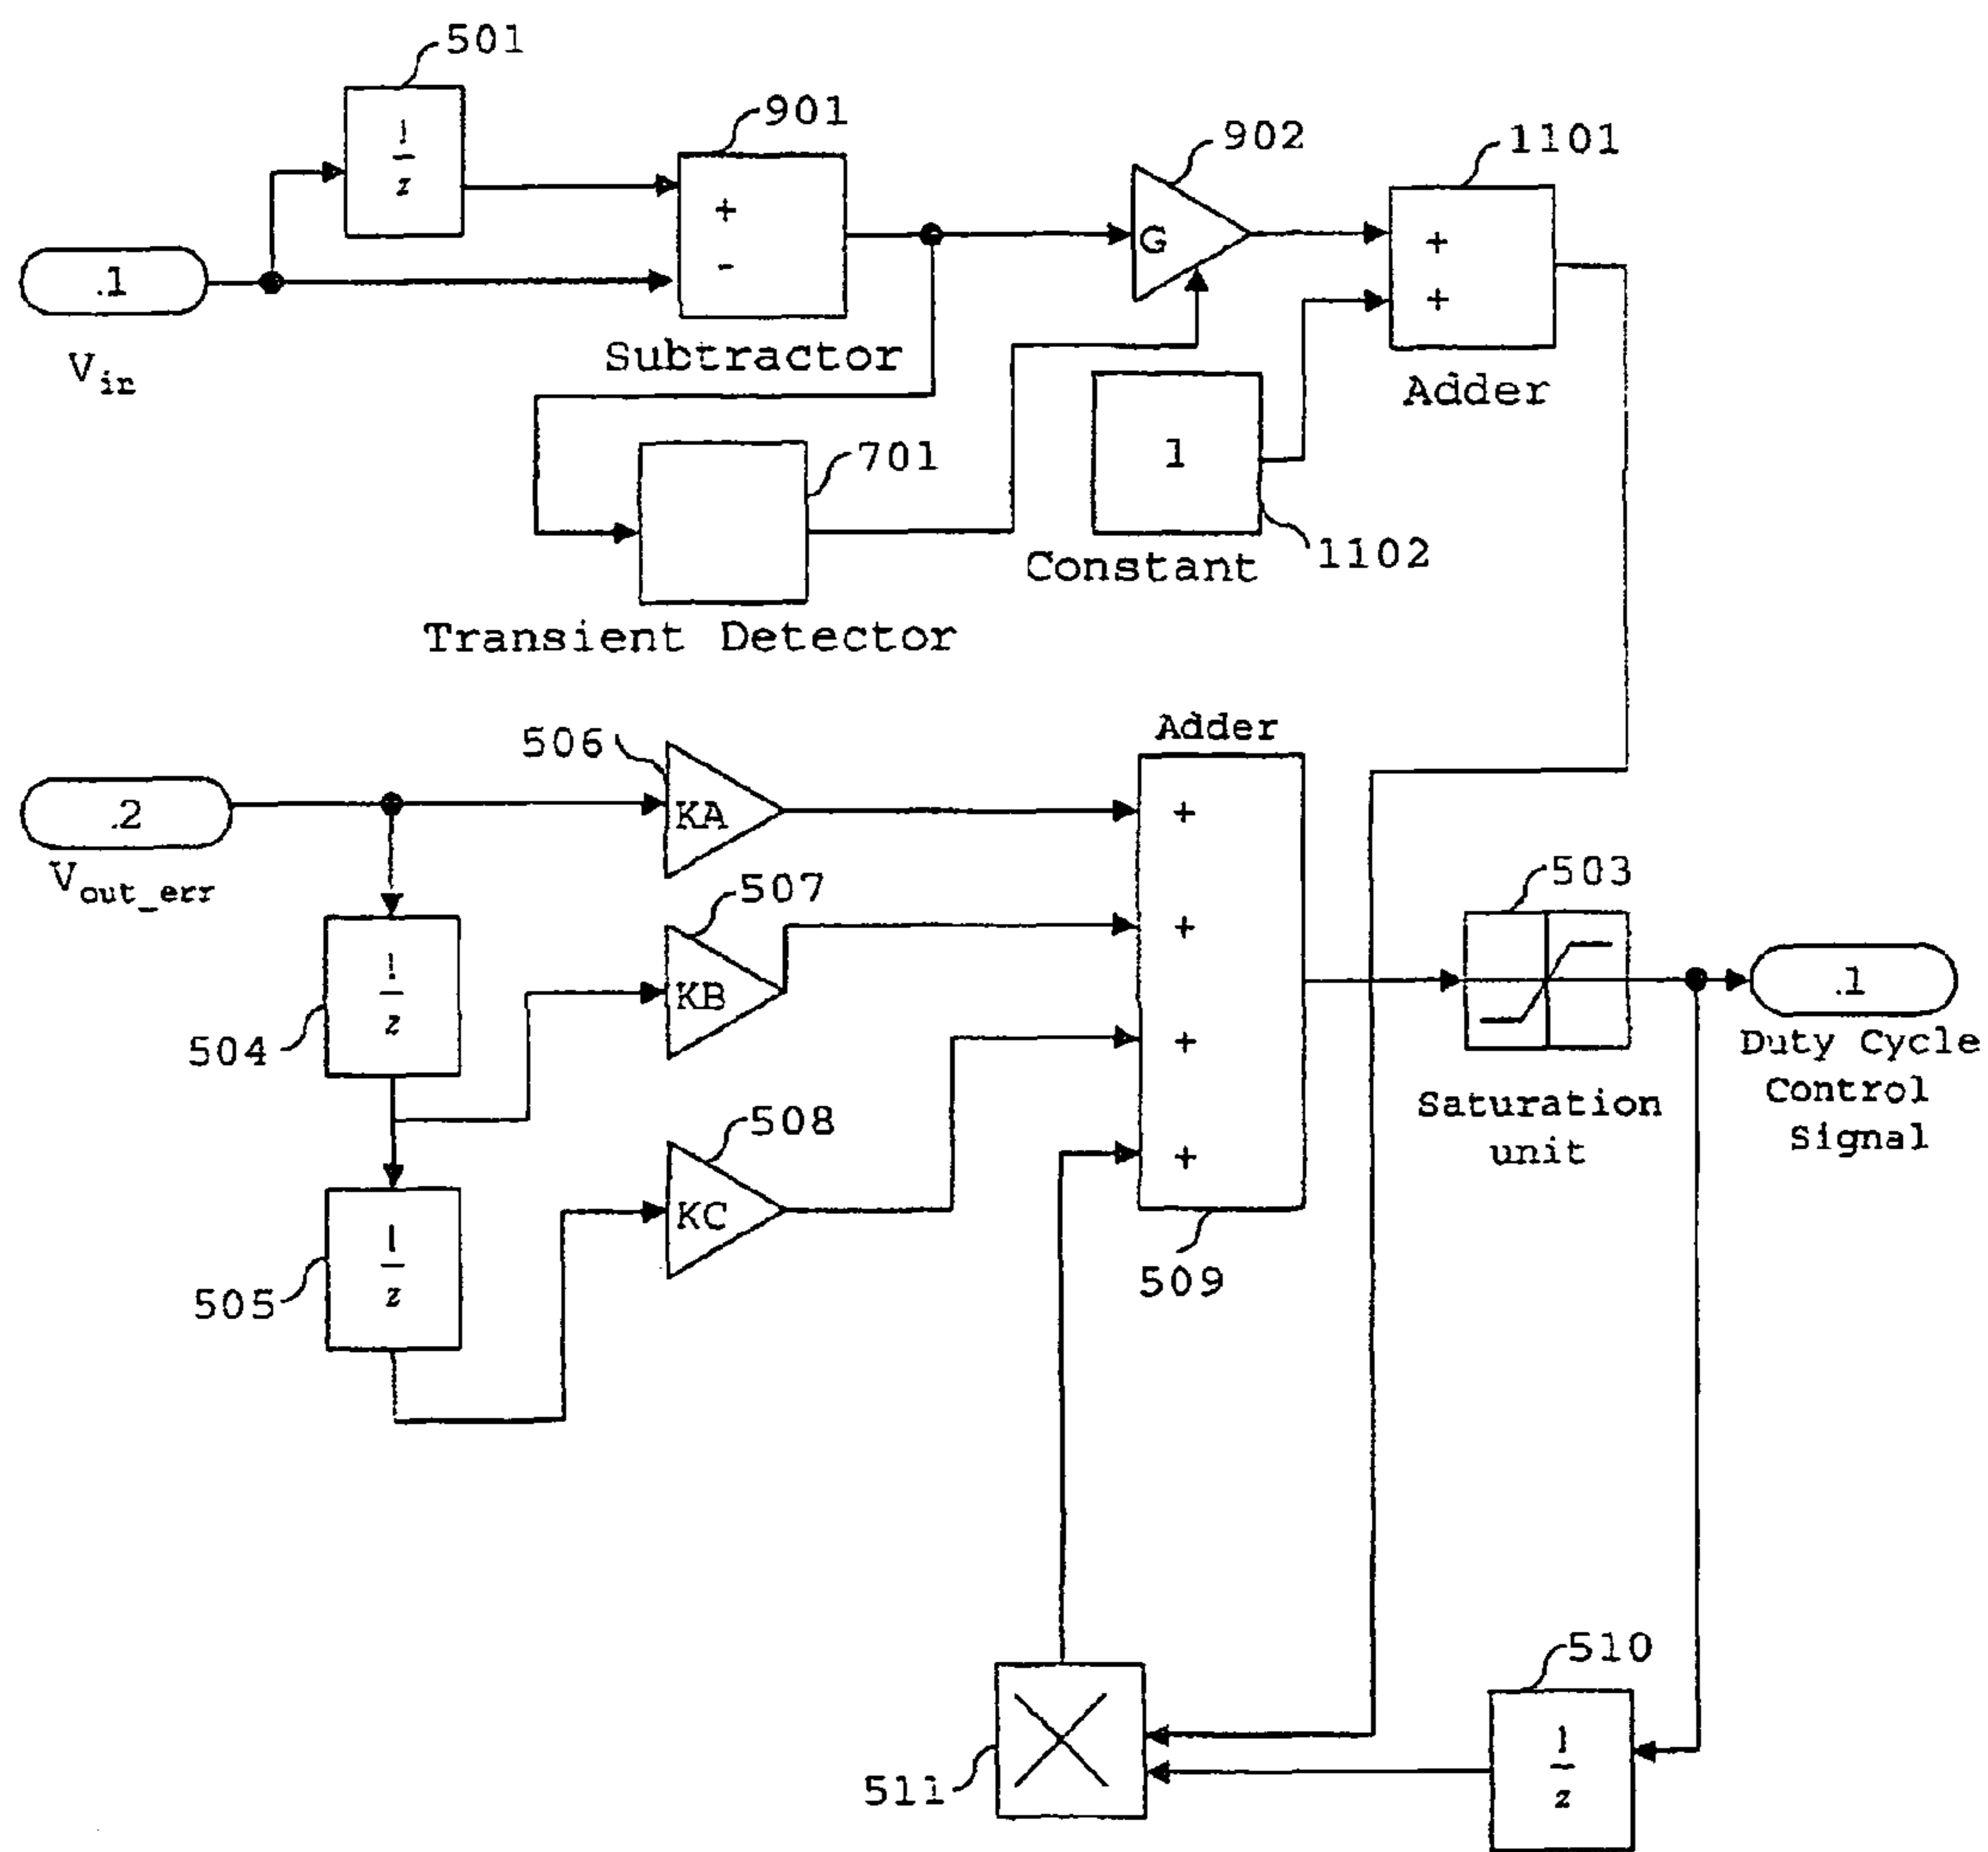 501
1
z
901
902
1101
.1
V_in
+
-
Subtractor
G
+
+
Adder
701
Transient Detector
1
Constant
1102
Adder
506
.2
V_out_err
KA
+
507
KB
+
503
504
1
z
.1
Duty Cycle
Control
Signal
Saturation
unit
508
KC
+
+
505
1
z
509
510
1
z
511